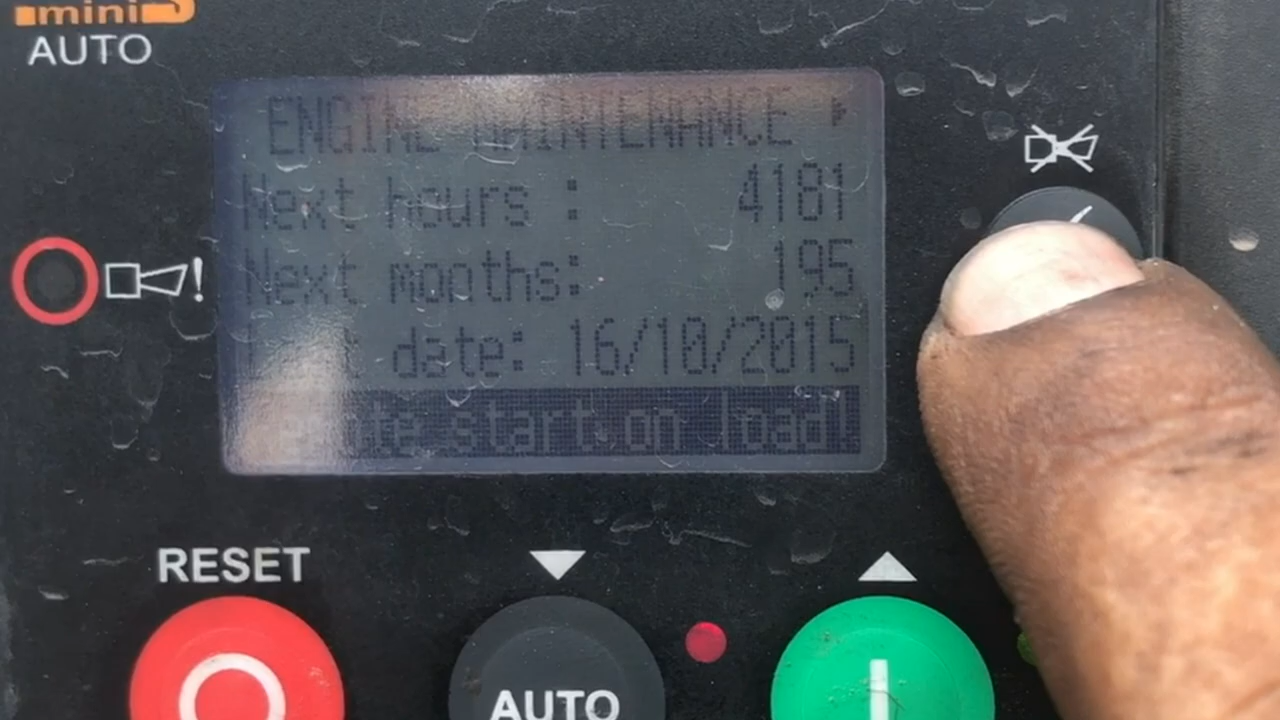 mini
AUTO
ENGINE MAINTENANCE
Next hours : 4181
Next months: 195
date: 16/10/2015
start on load!
!
RESET
AUTO